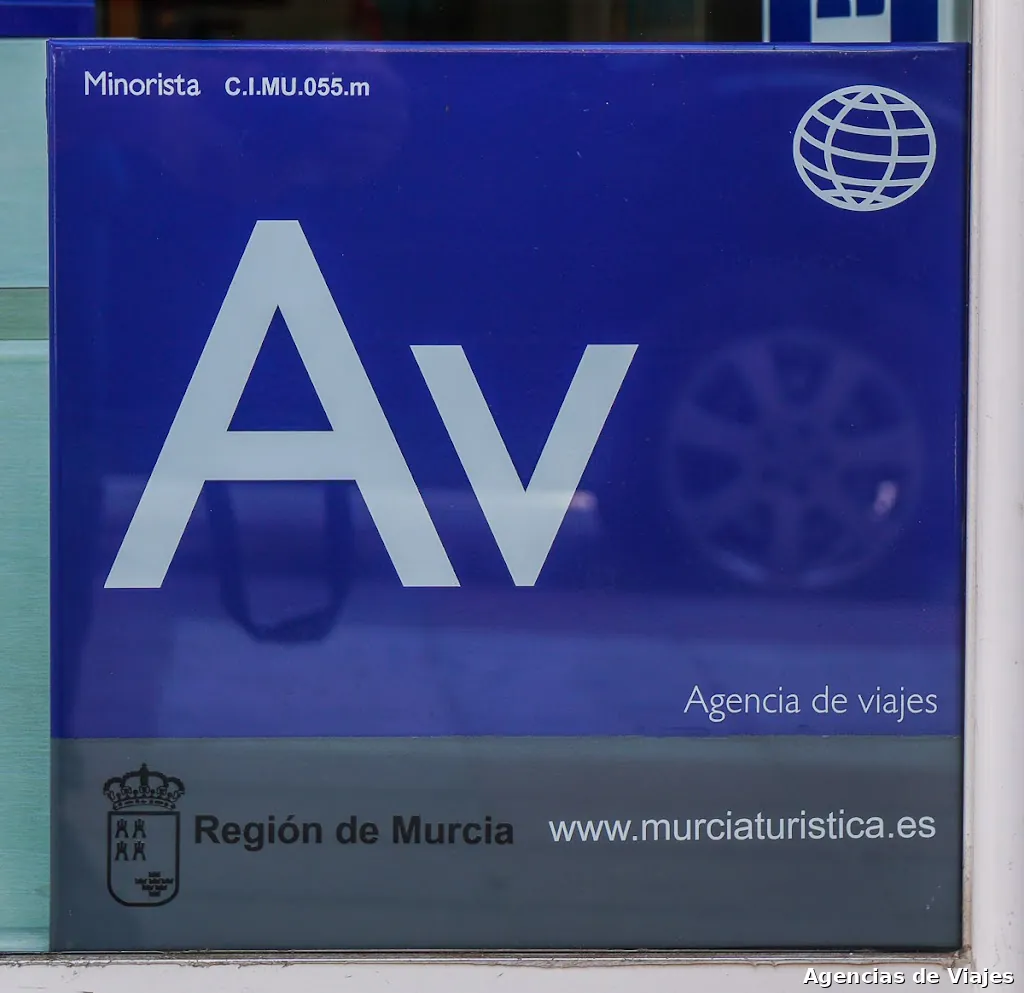 Minorista C.I.MU.055.m
Av
Agencia de viajes
Región de Murcia
www.murciaturistica.es
Agencias de Viajes